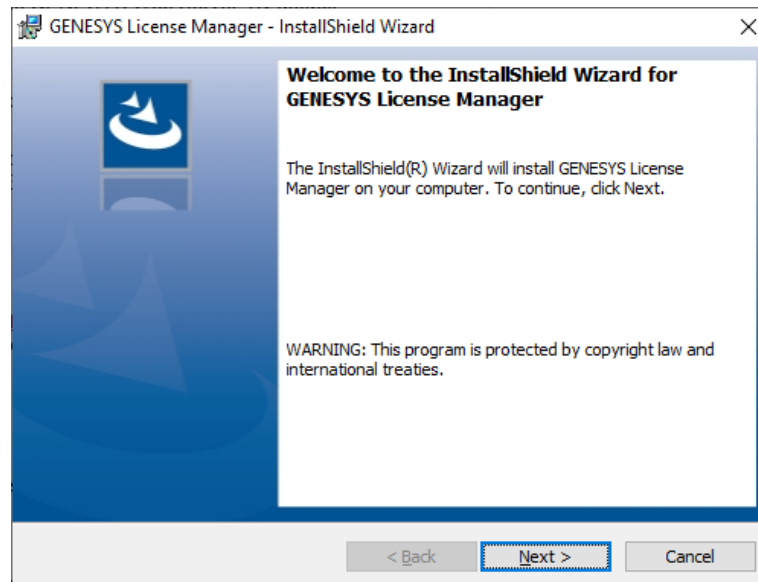 GENESYS License Manager - InstallShield Wizard
Welcome to the InstallShield Wizard for
GENESYS License Manager
The InstallShield(R) Wizard will install GENESYS License
Manager on your computer. To continue, click Next.
WARNING: This program is protected by copyright law and
international treaties.
< Back
Next >
Cancel